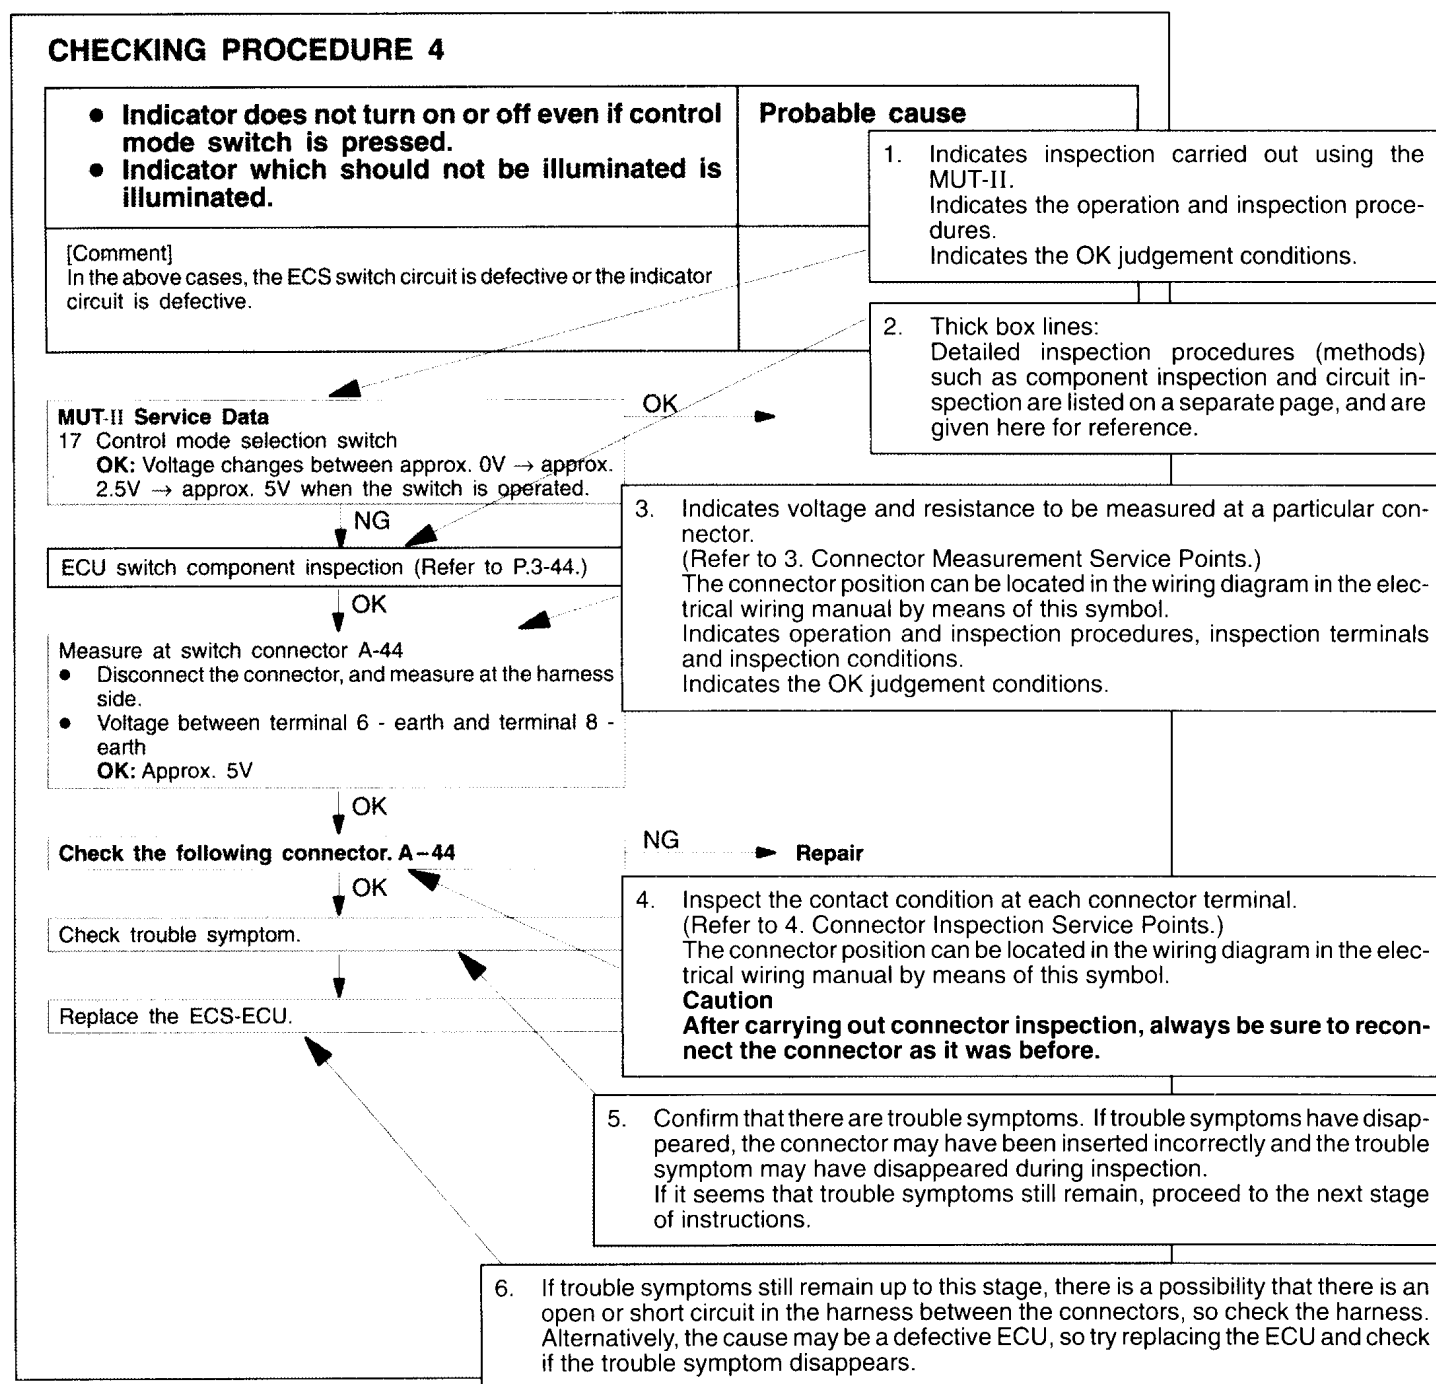 CHECKING PROCEDURE 4
● Indicator does not turn on or off even if control
mode switch is pressed.
● Indicator which should not be illuminated is
illuminated.
Probable cause
[Comment]
In the above cases, the ECS switch circuit is defective or the indicator
circuit is defective.
1. Indicates inspection carried out using the
MUT-II.
Indicates the operation and inspection proce-
dures.
Indicates the OK judgement conditions.
2. Thick box lines:
Detailed inspection procedures (methods)
such as component inspection and circuit in-
spection are listed on a separate page, and are
given here for reference.
MUT-II Service Data
17 Control mode selection switch
OK: Voltage changes between approx. 0V → approx.
2.5V → approx. 5V when the switch is operated.
OK
NG
ECU switch component inspection (Refer to P.3-44.)
OK
3. Indicates voltage and resistance to be measured at a particular con-
nector.
(Refer to 3. Connector Measurement Service Points.)
The connector position can be located in the wiring diagram in the elec-
trical wiring manual by means of this symbol.
Indicates operation and inspection procedures, inspection terminals
and inspection conditions.
Indicates the OK judgement conditions.
Measure at switch connector A-44
● Disconnect the connector, and measure at the harness
side.
● Voltage between terminal 6 - earth and terminal 8 -
earth
OK: Approx. 5V
OK
Check the following connector. A–44
NG
Repair
OK
4. Inspect the contact condition at each connector terminal.
(Refer to 4. Connector Inspection Service Points.)
The connector position can be located in the wiring diagram in the elec-
trical wiring manual by means of this symbol.
Caution
After carrying out connector inspection, always be sure to recon-
nect the connector as it was before.
Check trouble symptom.
Replace the ECS-ECU.
5. Confirm that there are trouble symptoms. If trouble symptoms have disap-
peared, the connector may have been inserted incorrectly and the trouble
symptom may have disappeared during inspection.
If it seems that trouble symptoms still remain, proceed to the next stage
of instructions.
6. If trouble symptoms still remain up to this stage, there is a possibility that there is an
open or short circuit in the harness between the connectors, so check the harness.
Alternatively, the cause may be a defective ECU, so try replacing the ECU and check
if the trouble symptom disappears.